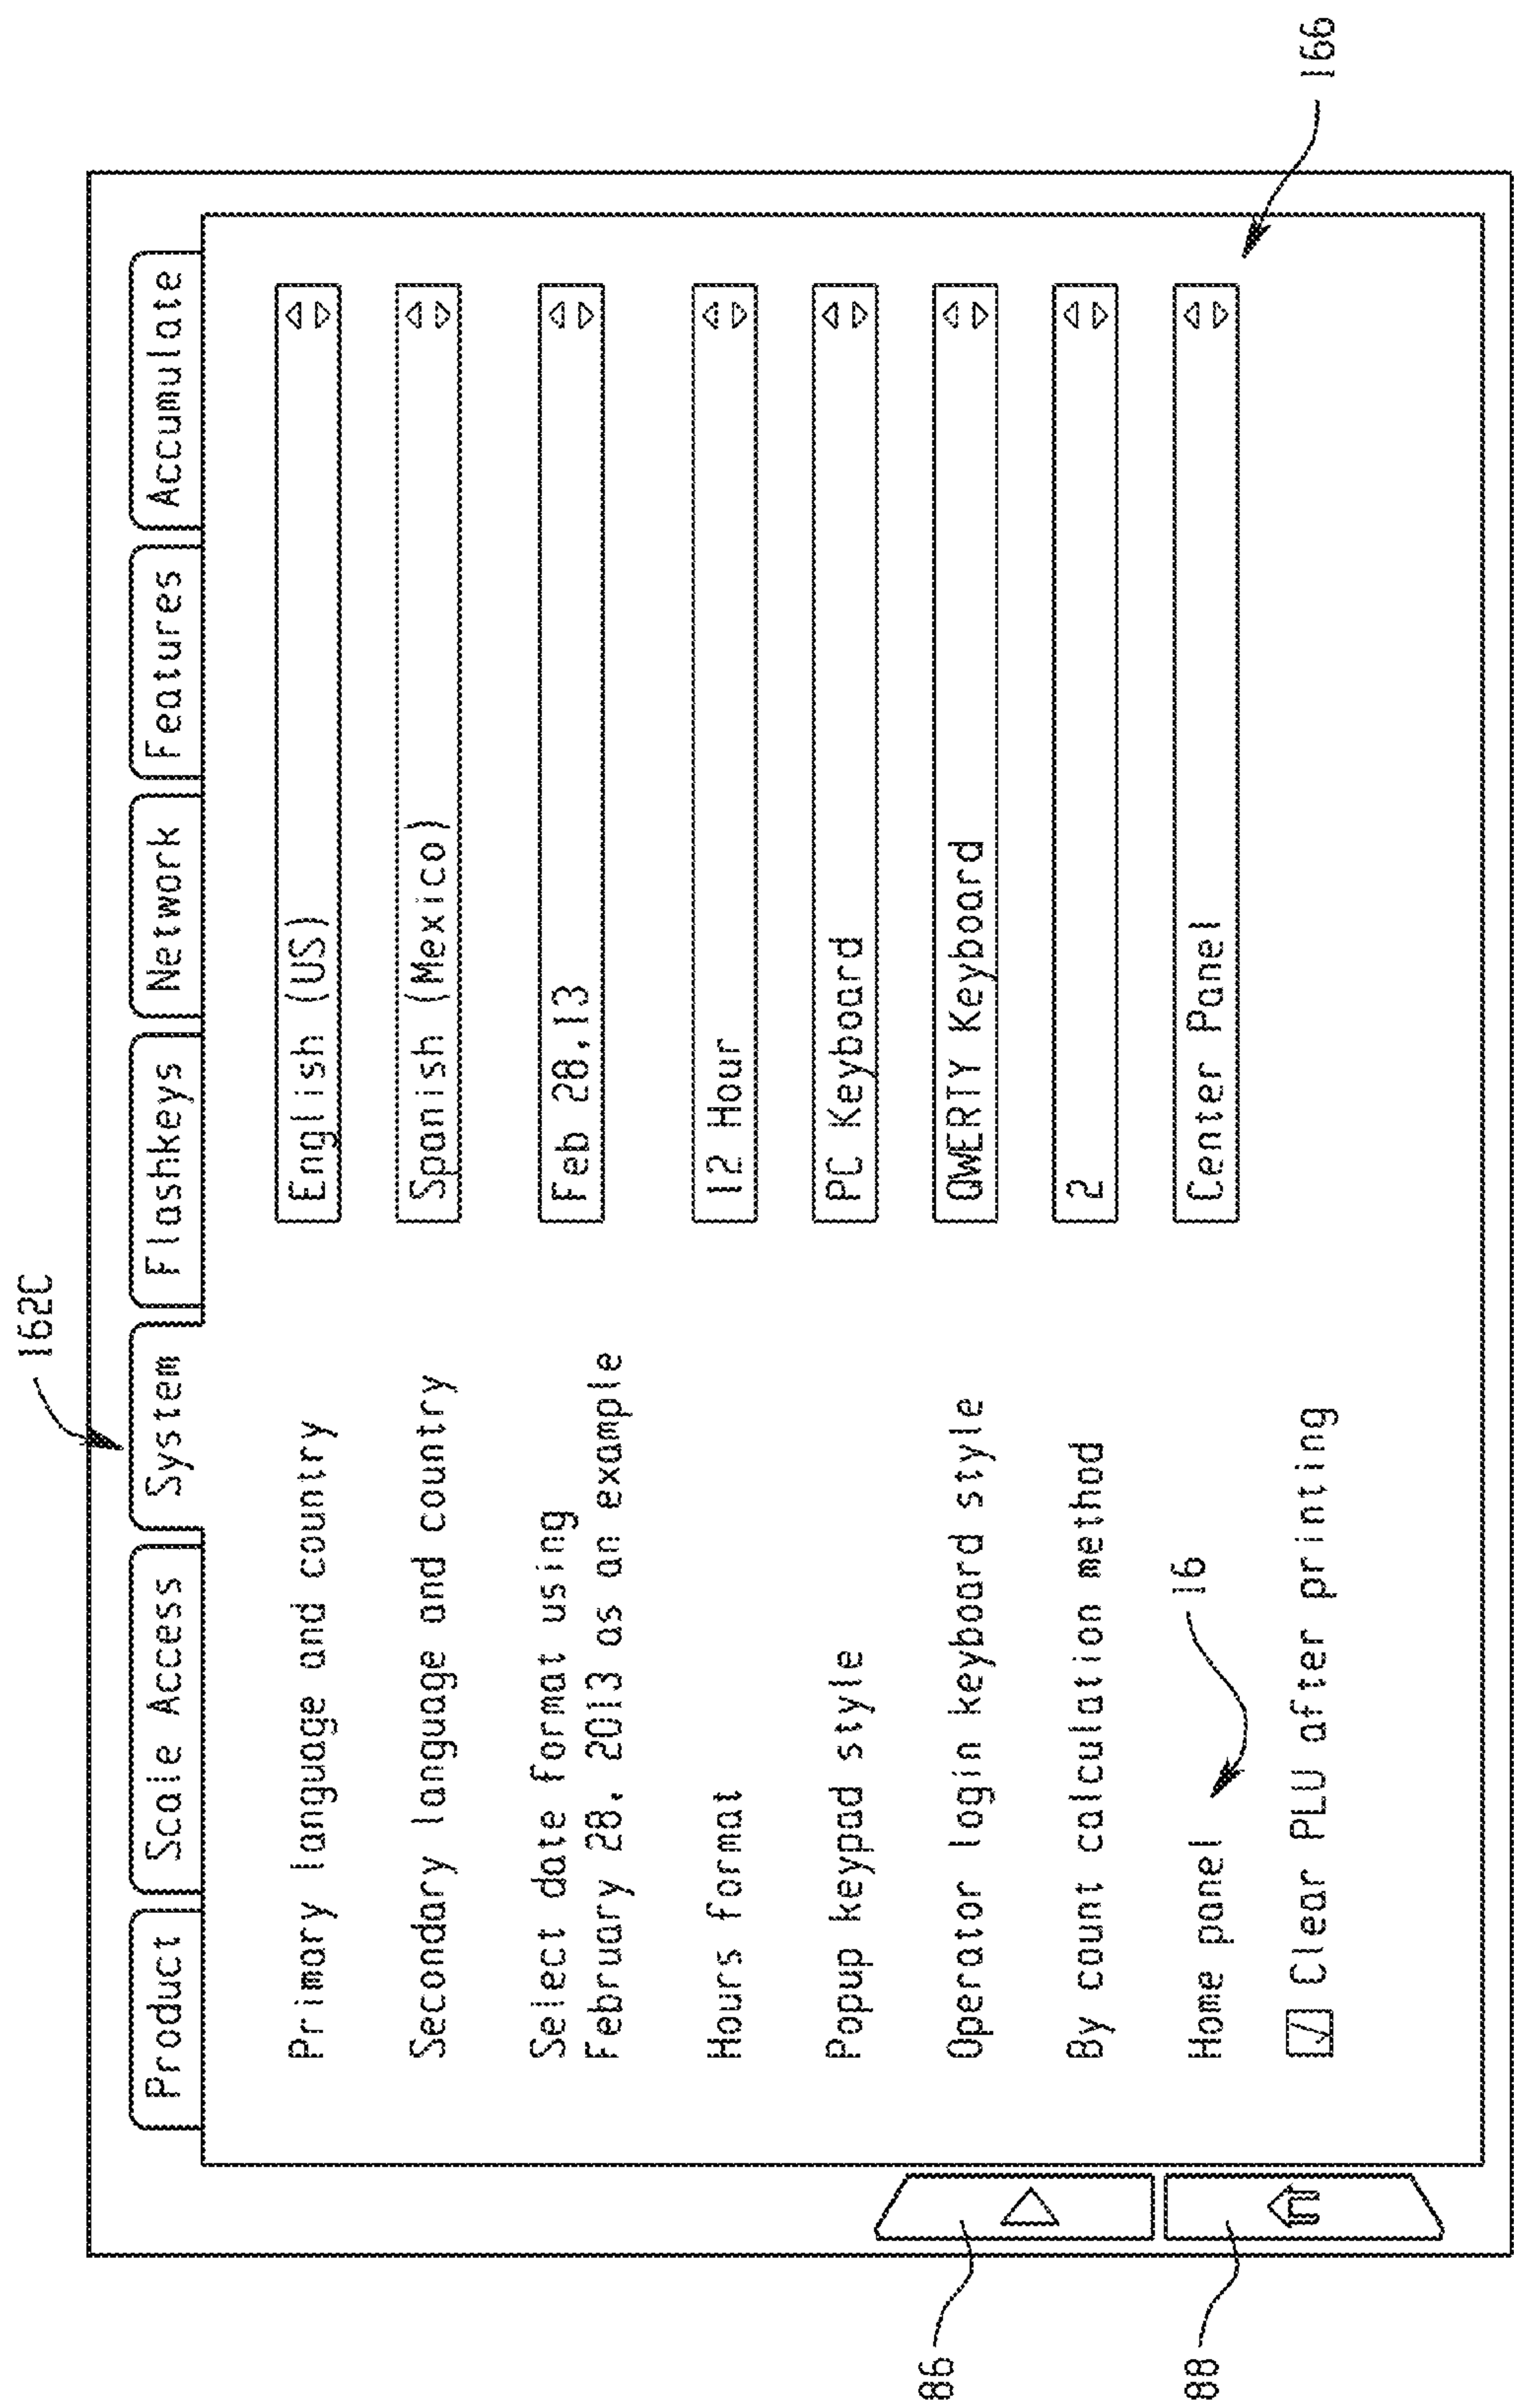 162C
Product
Scale Access
System
Flashkeys
Network
Features
Accumulate
Primary language and country
English (US)
Secondary language and country
Spanish (Mexico)
Select date format using
February 28, 2013 as an example
Feb 28,13
Hours format
12 Hour
Popup keypad style
PC Keyboard
Operator login keyboard style
QWERTY Keyboard
By count calculation method
2
Home panel
16
Center Panel
Clear PLU after printing
86
88
166